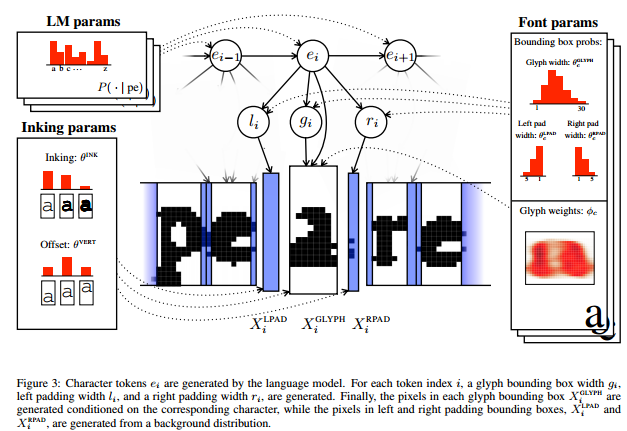 LM params
a b c ... z
P( · | pe)
Inking params
Inking: θ^INK
a a a
Offset: θ^VERT
a a a
e_{i−1}
e_i
e_{i+1}
l_i
g_i
r_i
X_i^LPAD
X_i^GLYPH
X_i^RPAD
Font params
Bounding box probs:
Glyph width: θ_c^GLYPH
1 30
Left pad
width: θ_c^LPAD
Right pad
width: θ_c^RPAD
5 1
1 5
Glyph weights: ϕ_c
a
Figure 3: Character tokens e_i are generated by the language model. For each token index i, a glyph bounding box width g_i,
left padding width l_i, and a right padding width r_i, are generated. Finally, the pixels in each glyph bounding box X_i^GLYPH are
generated conditioned on the corresponding character, while the pixels in left and right padding bounding boxes, X_i^LPAD and
X_i^RPAD, are generated from a background distribution.